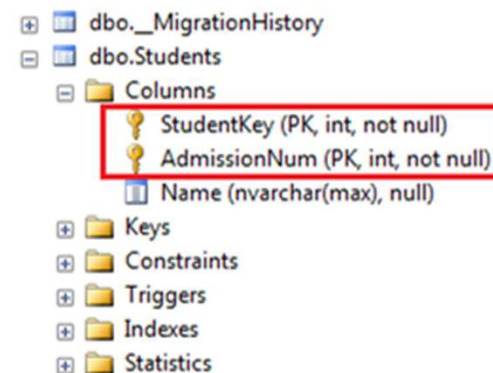 dbo.__MigrationHistory
dbo.Students
Columns
StudentKey (PK, int, not null)
AdmissionNum (PK, int, not null)
Name (nvarchar(max), null)
Keys
Constraints
Triggers
Indexes
Statistics